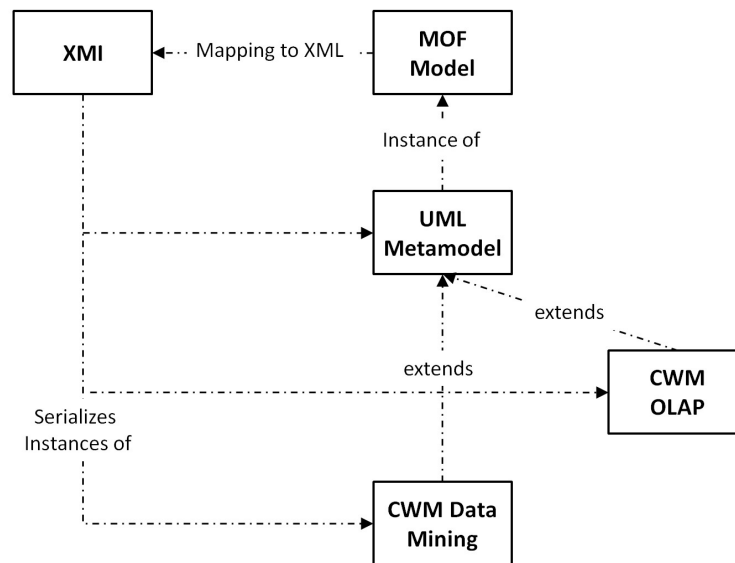 XMI
Mapping to XML
MOF
Model
Instance of
UML
Metamodel
extends
extends
CWM
OLAP
Serializes
Instances of
CWM Data
Mining